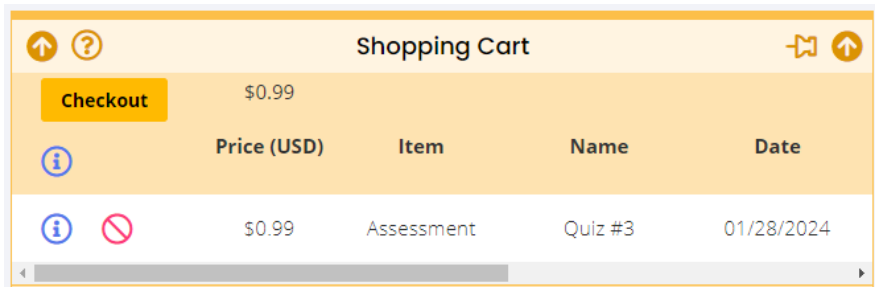 Shopping Cart
Checkout $0.99
Price (USD) Item Name Date
$0.99 Assessment Quiz #3 01/28/2024